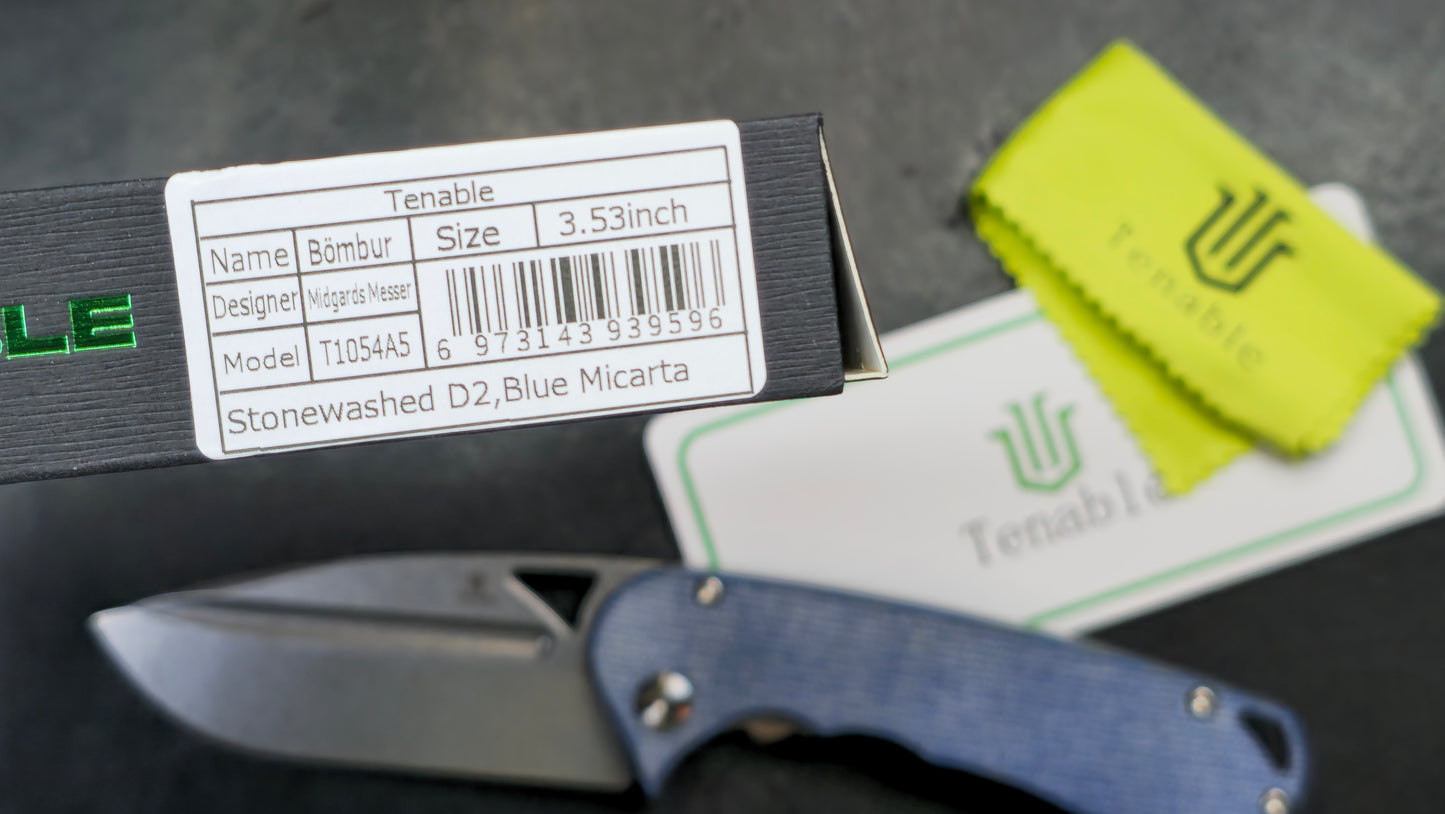 Tenable
Name Bömbur Size 3.53inch
Designer Midgards Messer
Model T1054A5
6 973143 939596
Stonewashed D2,Blue Micarta
BLE
Tenable
Tenable